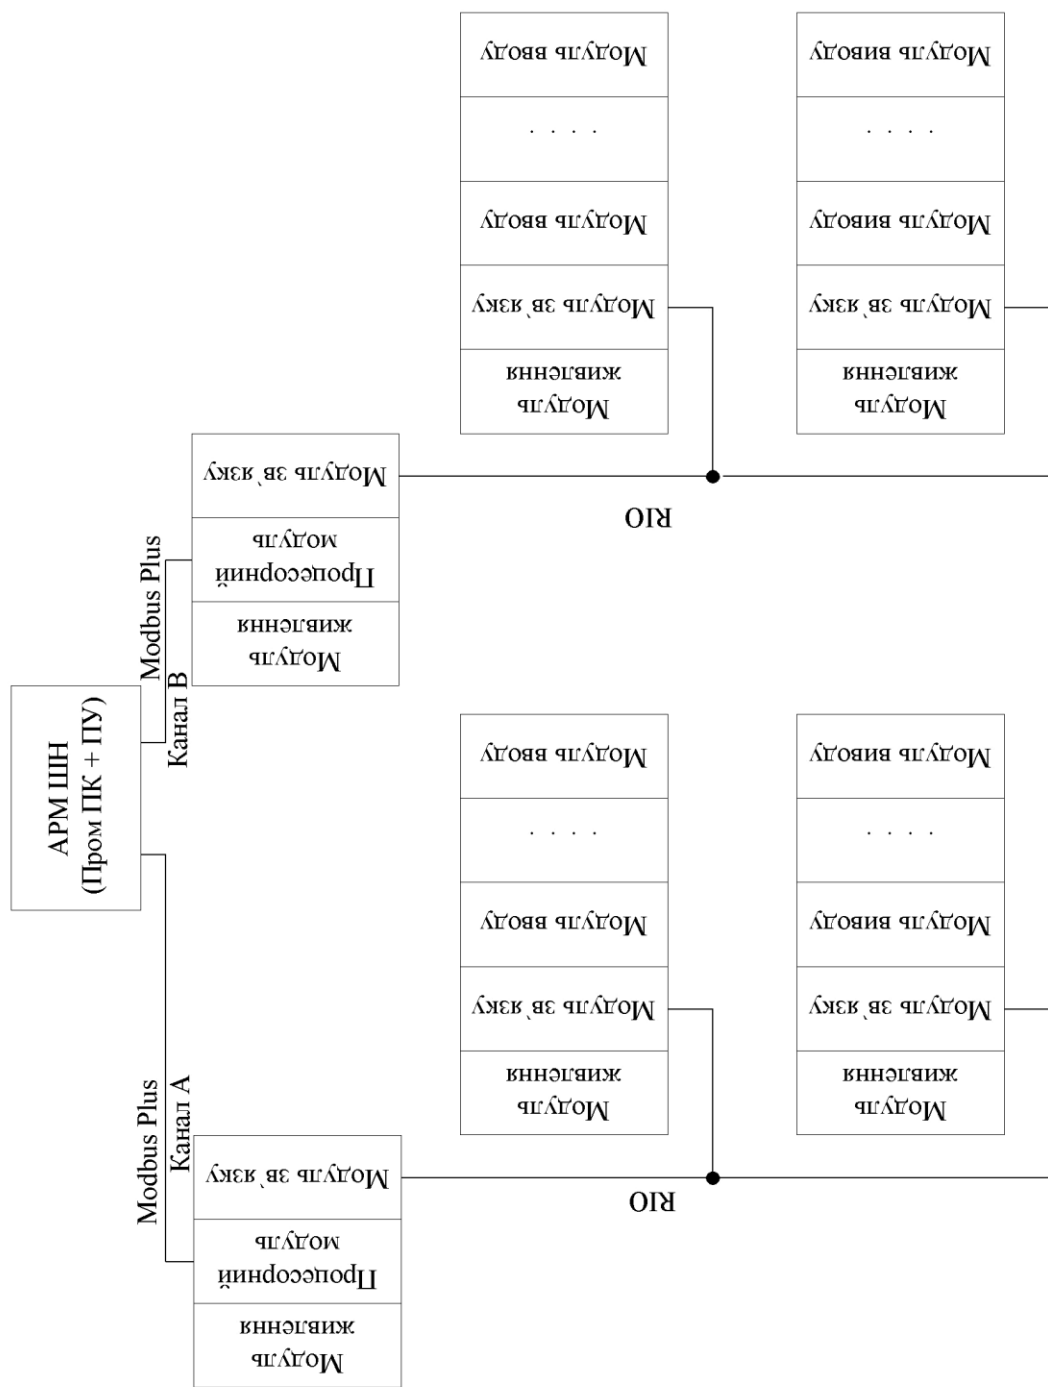 АРМ ШН
(Пром ПК + ПУ)
Modbus Plus
Канал А
Modbus Plus
Канал В
Модуль
живлення
Процесорний
модуль
Модуль зв`язку
RIO
Модуль
живлення
Модуль зв`язку
Модуль вводу
. . . .
Модуль вводу
Модуль
живлення
Модуль зв`язку
Модуль виводу
. . . .
Модуль виводу
Модуль
живлення
Процесорний
модуль
Модуль зв`язку
RIO
Модуль
живлення
Модуль зв`язку
Модуль вводу
. . . .
Модуль вводу
Модуль
живлення
Модуль зв`язку
Модуль виводу
. . . .
Модуль виводу